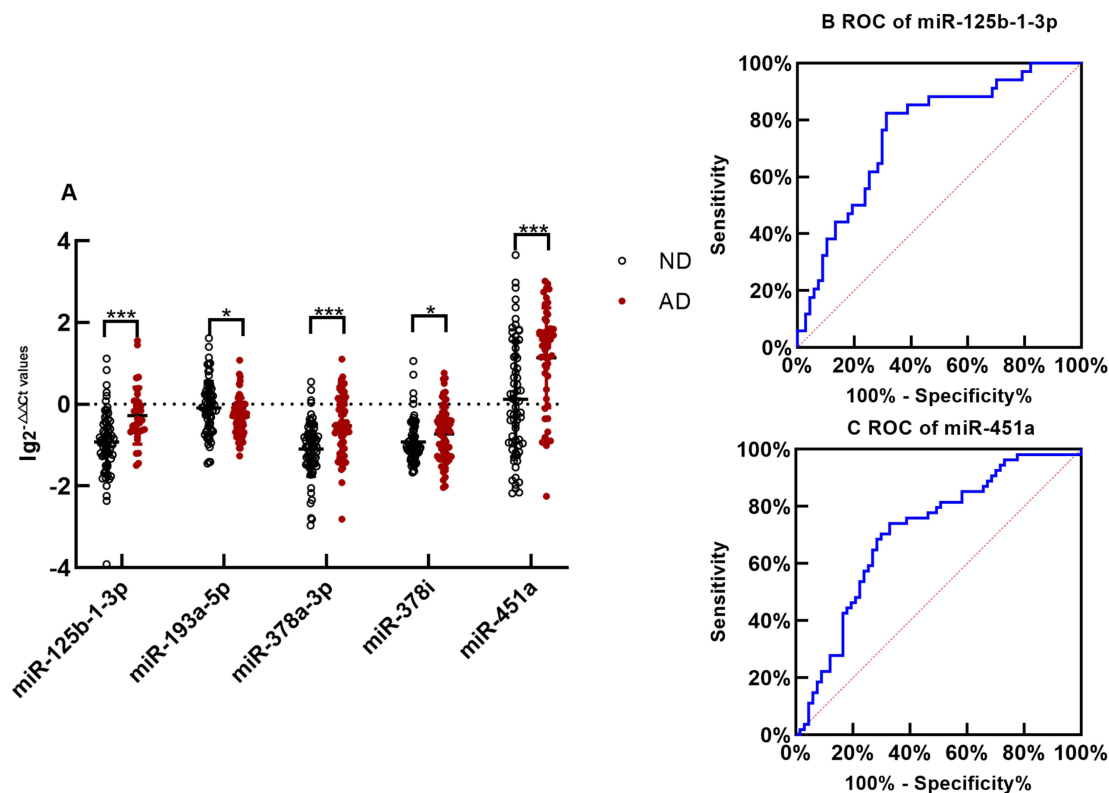 A
Ig2-ΔΔCt values
4
2
0
-2
-4
***
*
***
*
***
miR-125b-1-3p
miR-193a-5p
miR-378a-3p
miR-378i
miR-451a
ND
AD
B ROC of miR-125b-1-3p
Sensitivity
100%
80%
60%
40%
20%
0%
0% 20% 40% 60% 80% 100%
100% - Specificity%
C ROC of miR-451a
Sensitivity
100%
80%
60%
40%
20%
0%
0% 20% 40% 60% 80% 100%
100% - Specificity%